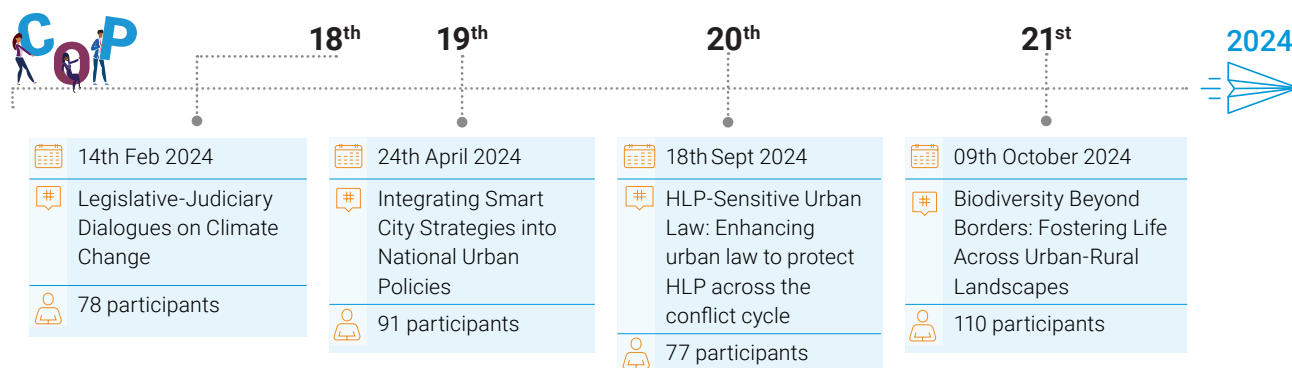 COP
18th
19th
20th
21st
2024
14th Feb 2024
Legislative-Judiciary
Dialogues on Climate
Change
78 participants
24th April 2024
Integrating Smart
City Strategies into
National Urban
Policies
91 participants
18th Sept 2024
HLP-Sensitive Urban
Law: Enhancing
urban law to protect
HLP across the
conflict cycle
77 participants
09th October 2024
Biodiversity Beyond
Borders: Fostering Life
Across Urban-Rural
Landscapes
110 participants